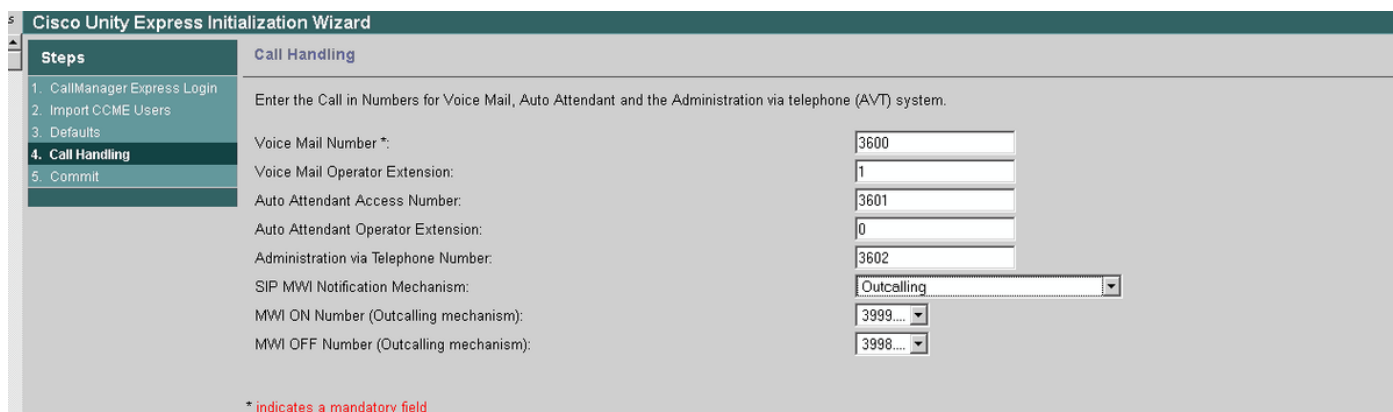 s
Cisco Unity Express Initialization Wizard
Steps
1. CallManager Express Login
2. Import CCME Users
3. Defaults
4. Call Handling
5. Commit
Call Handling
Enter the Call in Numbers for Voice Mail, Auto Attendant and the Administration via telephone (AVT) system.
Voice Mail Number *: 3600
Voice Mail Operator Extension: 1
Auto Attendant Access Number: 3601
Auto Attendant Operator Extension: 0
Administration via Telephone Number: 3602
SIP MWI Notification Mechanism: Outcalling
MWI ON Number (Outcalling mechanism): 3999....
MWI OFF Number (Outcalling mechanism): 3998....
* indicates a mandatory field